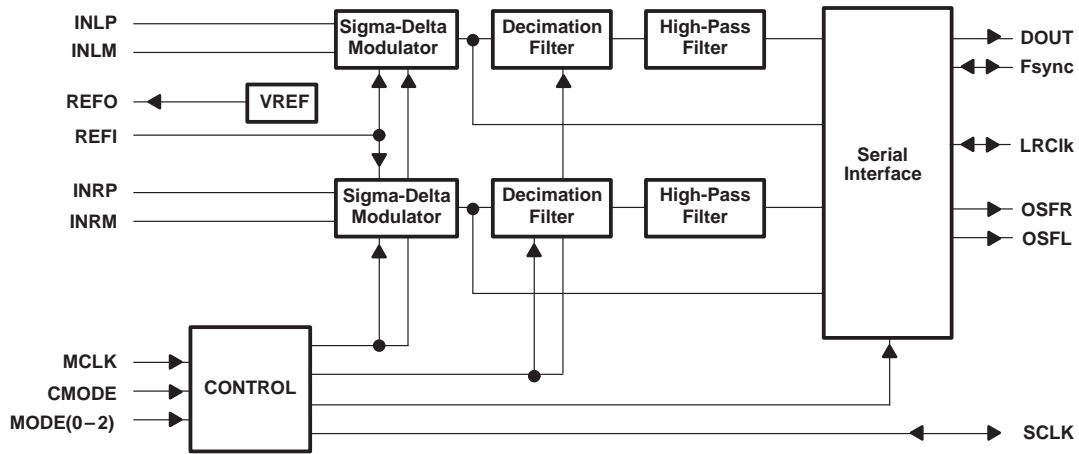 INLP
INLM
REFO
REFI
INRP
INRM
MCLK
CMODE
MODE(0−2)
Sigma-Delta
Modulator
Decimation
Filter
High-Pass
Filter
VREF
Sigma-Delta
Modulator
Decimation
Filter
High-Pass
Filter
CONTROL
Serial
Interface
DOUT
Fsync
LRClk
OSFR
OSFL
SCLK